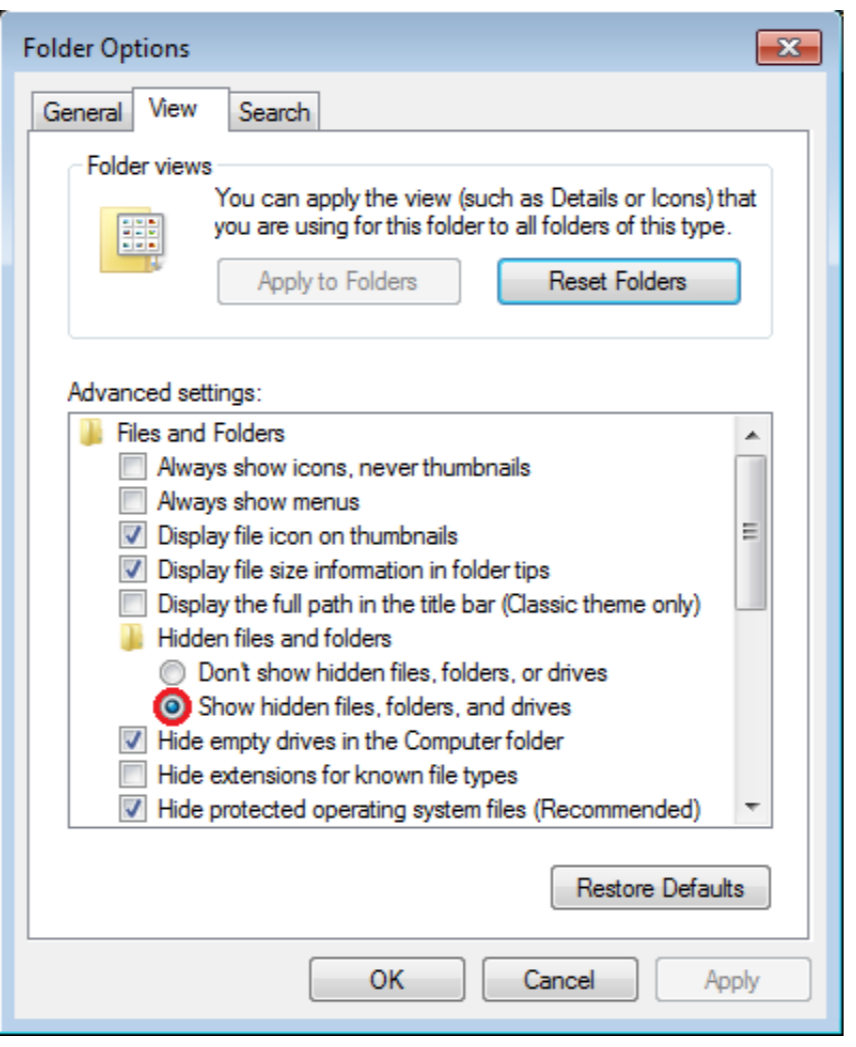 Folder Options
General
View
Search
Folder views
You can apply the view (such as Details or Icons) that
you are using for this folder to all folders of this type.
Apply to Folders
Reset Folders
Advanced settings:
Files and Folders
Always show icons, never thumbnails
Always show menus
Display file icon on thumbnails
Display file size information in folder tips
Display the full path in the title bar (Classic theme only)
Hidden files and folders
Don't show hidden files, folders, or drives
Show hidden files, folders, and drives
Hide empty drives in the Computer folder
Hide extensions for known file types
Hide protected operating system files (Recommended)
Restore Defaults
OK
Cancel
Apply